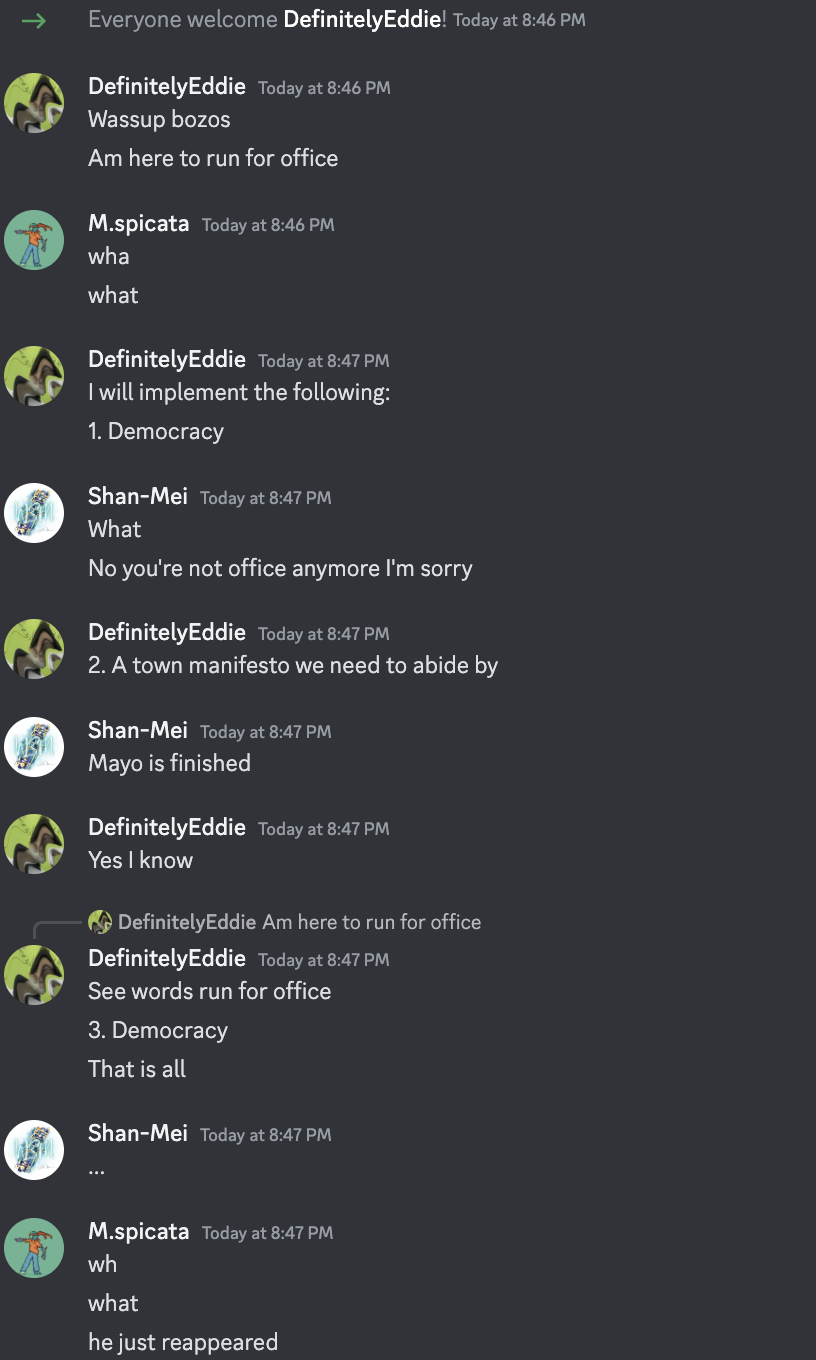 Everyone welcome DefinitelyEddie! Today at 8:46 PM
DefinitelyEddie Today at 8:46 PM
Wassup bozos
Am here to run for office
M.spicata Today at 8:46 PM
wha
what
DefinitelyEddie Today at 8:47 PM
I will implement the following:
1. Democracy
Shan-Mei Today at 8:47 PM
What
No you're not office anymore I'm sorry
DefinitelyEddie Today at 8:47 PM
2. A town manifesto we need to abide by
Shan-Mei Today at 8:47 PM
Mayo is finished
DefinitelyEddie Today at 8:47 PM
Yes I know
DefinitelyEddie Am here to run for office
DefinitelyEddie Today at 8:47 PM
See words run for office
3. Democracy
That is all
Shan-Mei Today at 8:47 PM
...
M.spicata Today at 8:47 PM
wh
what
he just reappeared